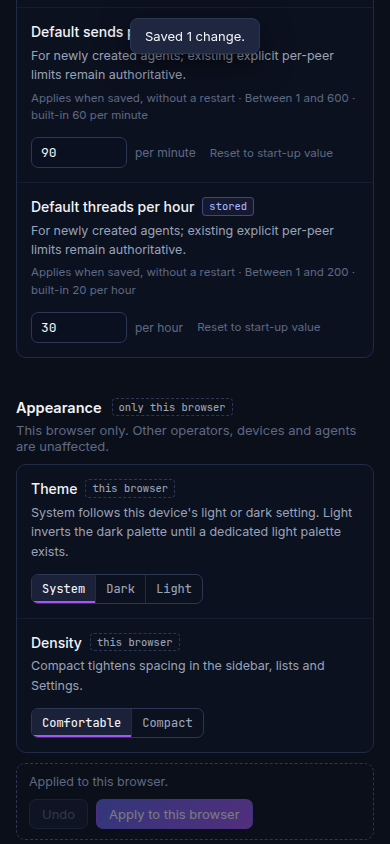 Default sends
Saved 1 change.
For newly created agents; existing explicit per-peer
limits remain authoritative.
Applies when saved, without a restart · Between 1 and 600 ·
built-in 60 per minute
90 per minute Reset to start-up value
Default threads per hour stored
For newly created agents; existing explicit per-peer
limits remain authoritative.
Applies when saved, without a restart · Between 1 and 200 ·
built-in 20 per hour
30 per hour Reset to start-up value
Appearance only this browser
This browser only. Other operators, devices and agents
are unaffected.
Theme this browser
System follows this device's light or dark setting. Light
inverts the dark palette until a dedicated light palette
exists.
System Dark Light
Density this browser
Compact tightens spacing in the sidebar, lists and
Settings.
Comfortable Compact
Applied to this browser.
Undo Apply to this browser